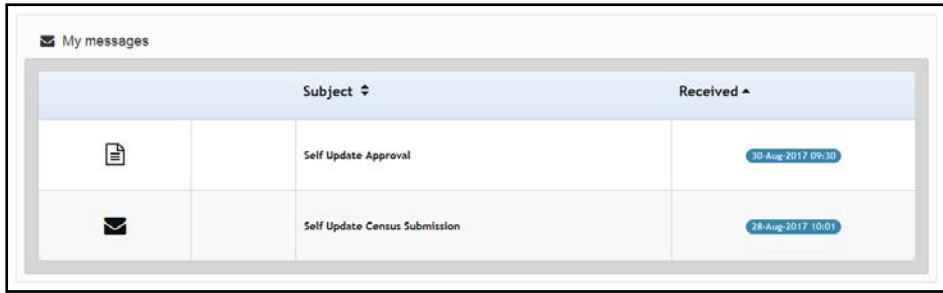 My messages
Subject Received
Self Update Approval 30-Aug-2017 09:30
Self Update Census Submission 28-Aug-2017 10:01